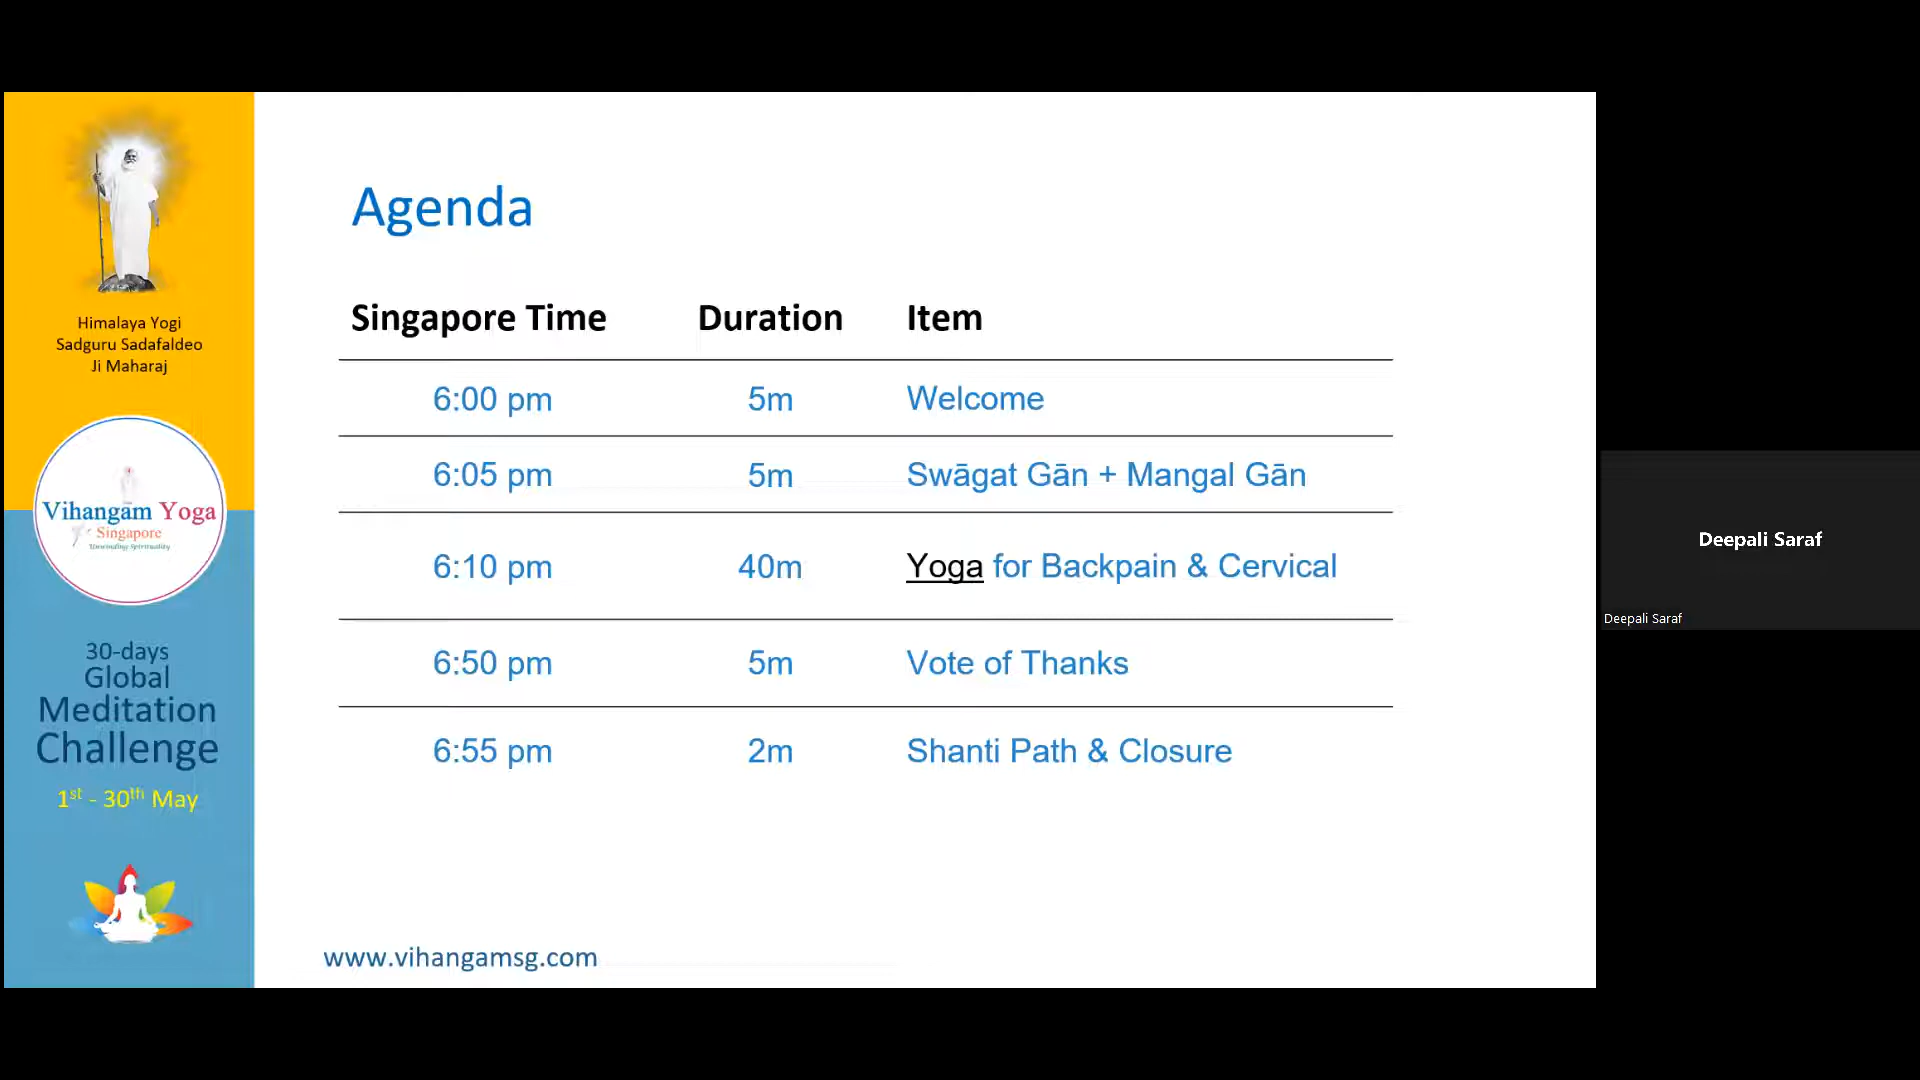 Himalaya Yogi
Sadguru Sadafaldeo
Ji Maharaj
Vihangam Yoga
Singapore
Unwinding Spirituality
30-days
Global
Meditation
Challenge
1st - 30th May
Agenda
Singapore Time Duration Item
6:00 pm 5m Welcome
6:05 pm 5m Swāgat Gān + Mangal Gān
6:10 pm 40m Yoga for Backpain & Cervical
6:50 pm 5m Vote of Thanks
6:55 pm 2m Shanti Path & Closure
www.vihangamsg.com
Deepali Saraf
Deepali Saraf